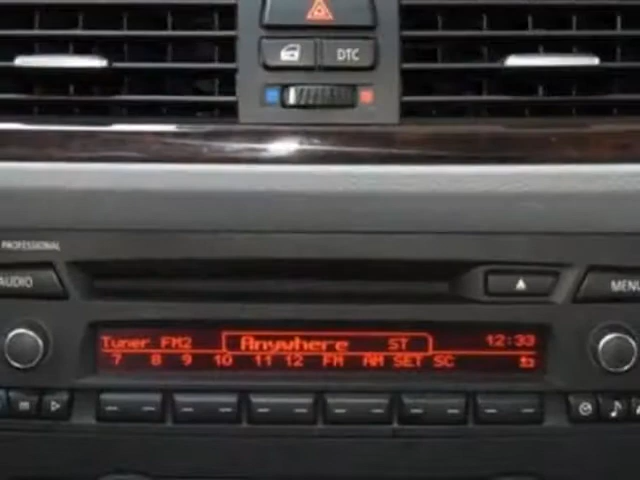 DTC
PROFESSIONAL
AUDIO
MENU
Tuner FM2 Anywhere ST 12:33
7 8 9 10 11 12 FM AM SET SC